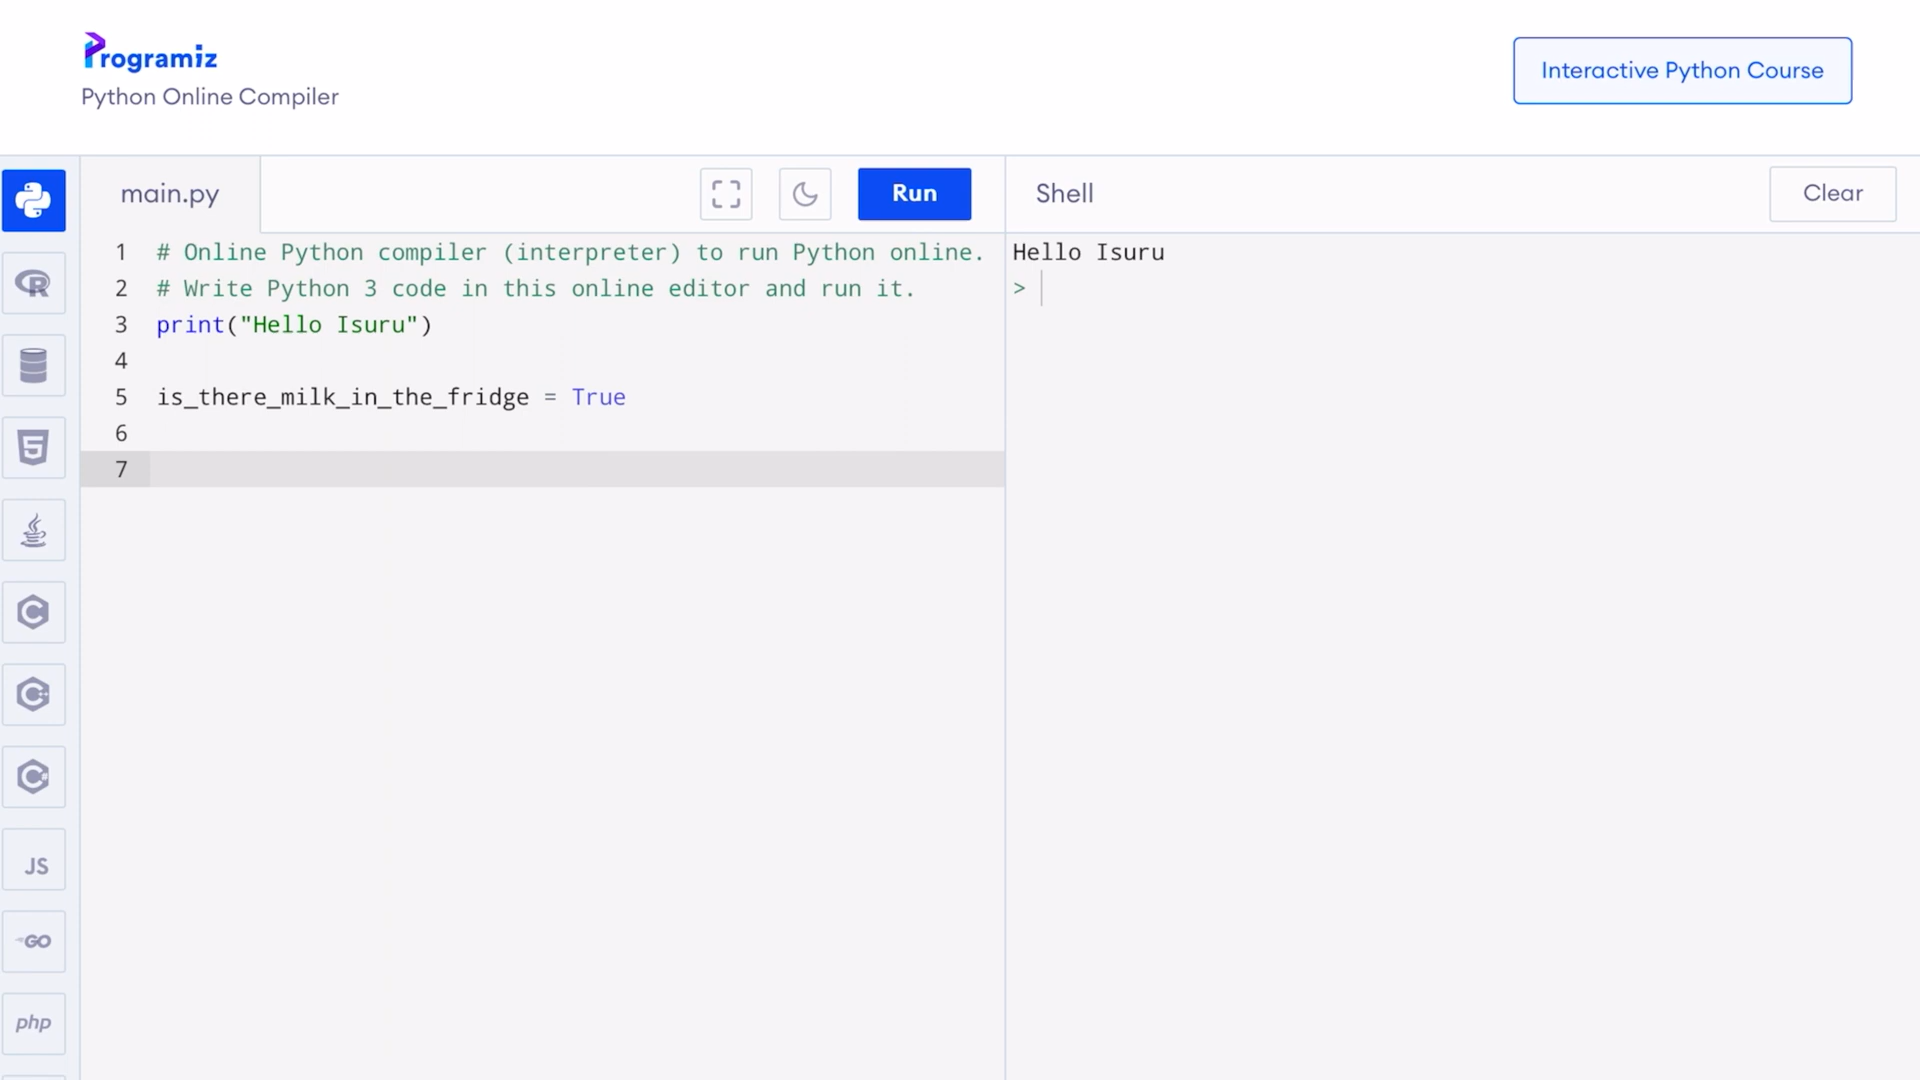 Programiz
Python Online Compiler
Interactive Python Course
main.py
Run
Shell
Clear
1 # Online Python compiler (interpreter) to run Python online.
2 # Write Python 3 code in this online editor and run it.
3 print("Hello Isuru")
4
5 is_there_milk_in_the_fridge = True
6
7
Hello Isuru
>
R
5
C
C++
C#
JS
GO
php